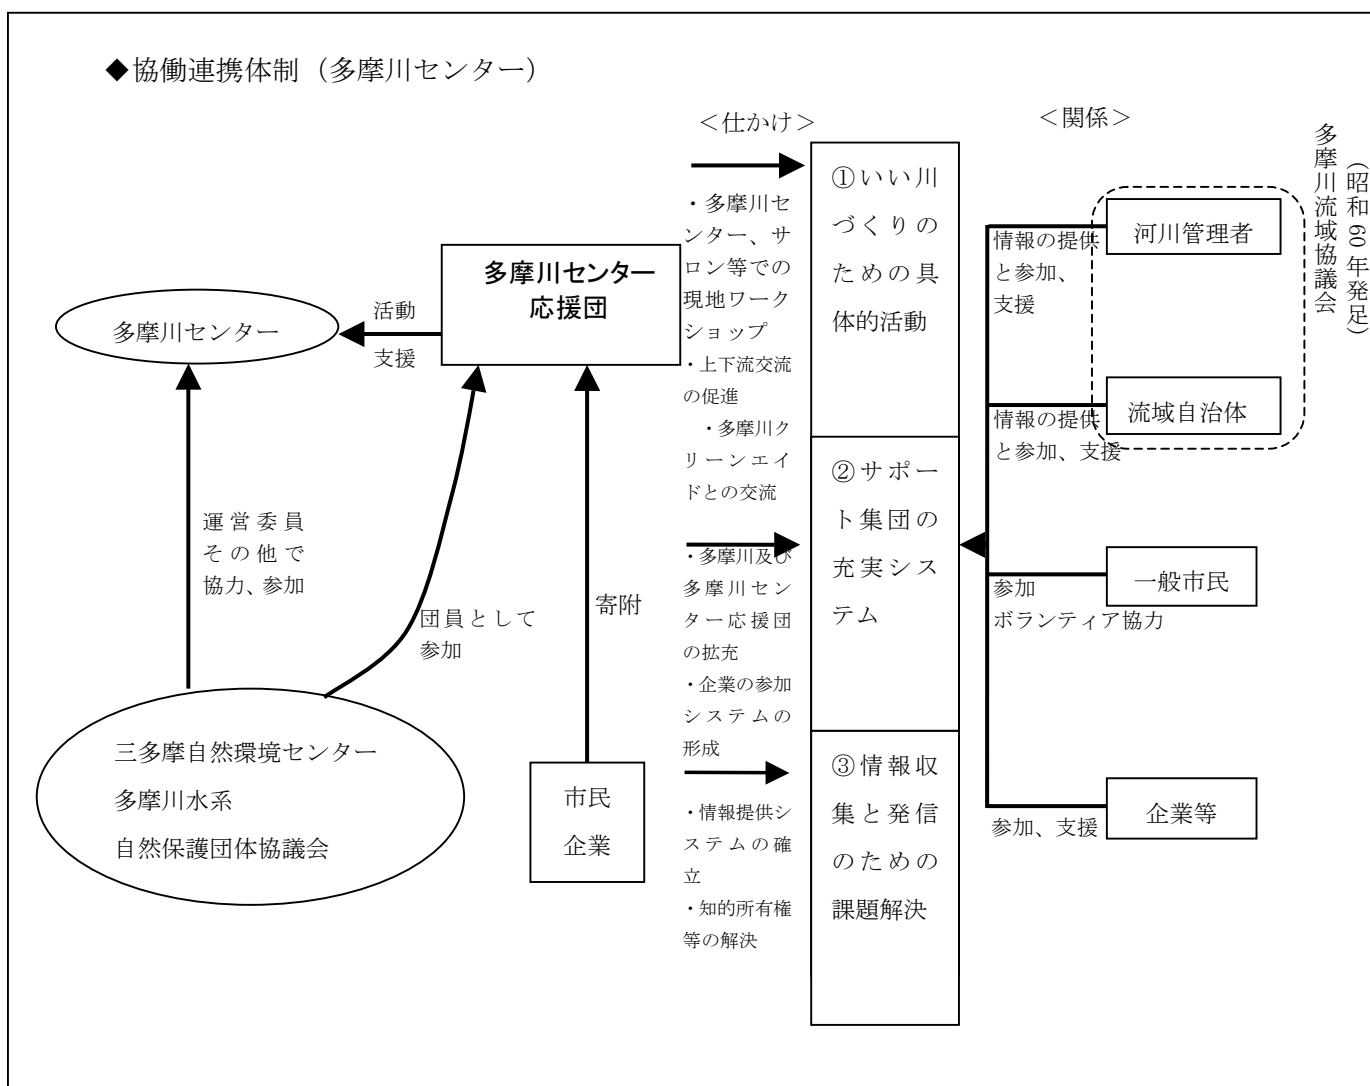 ◆協働連携体制（多摩川センター）
＜仕かけ＞
＜関係＞
多摩川センター
活動
支援
多摩川センター
応援団
運営委員
その他で
協力、参加
団員として
参加
寄附
三多摩自然環境センター
多摩川水系
自然保護団体協議会
市民
企業
・多摩川セ
ンター、サ
ロン等での
現地ワーク
ショップ
・上下流交流
の促進
・多摩川ク
リーンエイ
ドとの交流
・多摩川及び
多摩川セン
ター応援団
の拡充
・企業の参加
システムの
形成
・情報提供シ
ステムの確
立
・知的所有権
等の解決
①いい川
づくりの
ための具
体的活動
②サポー
ト集団の
充実シス
テム
③情報収
集と発信
のための
課題解決
情報の提供
と参加、
支援
河川管理者
情報の提供
と参加、支援
流域自治体
参加
ボランティア協力
一般市民
参加、支援
企業等
多摩川流域協議会
（昭和60年発足）